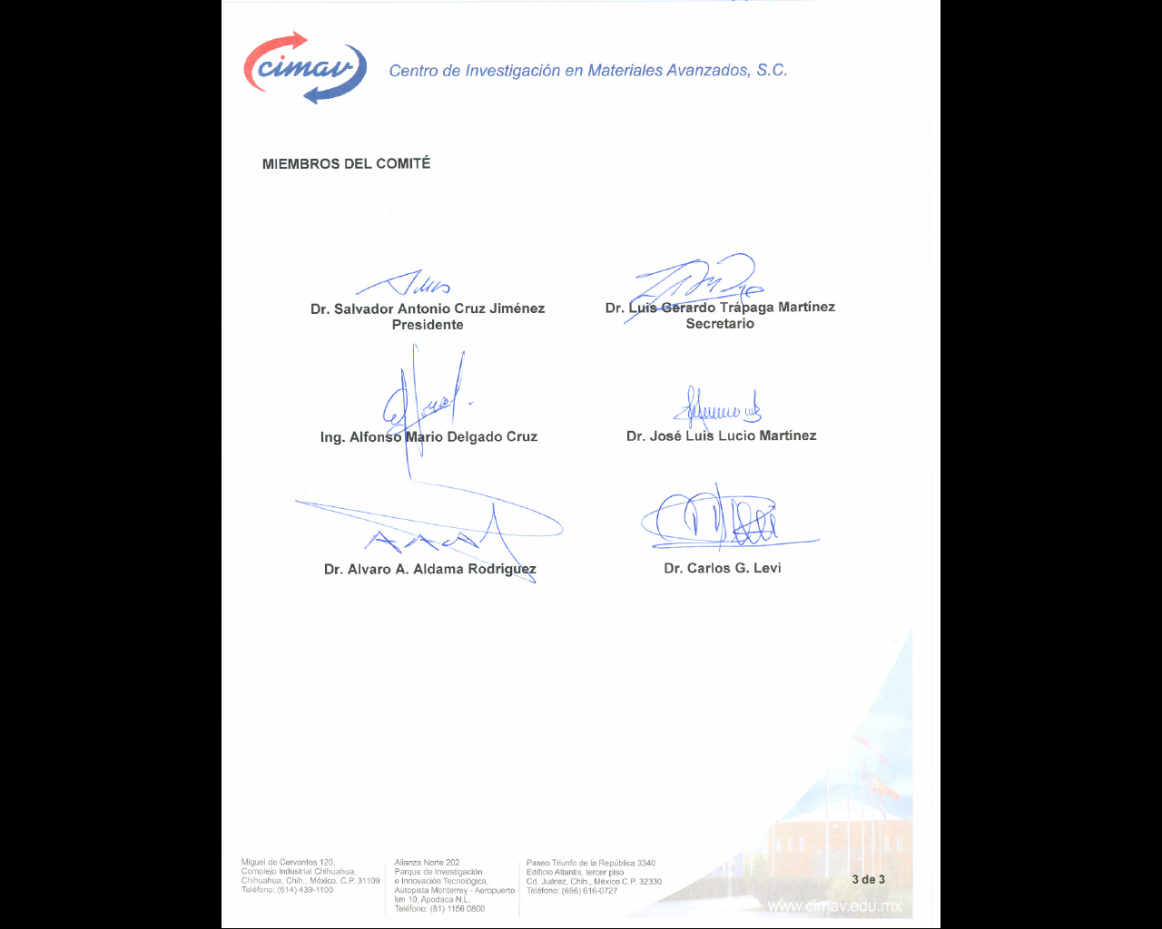 cimav
Centro de Investigación en Materiales Avanzados, S.C.
MIEMBROS DEL COMITÉ
Dr. Salvador Antonio Cruz Jiménez
Presidente
Dr. Luis Gerardo Trápaga Martínez
Secretario
Ing. Alfonso Mario Delgado Cruz
Dr. José Luis Lucio Martínez
Dr. Alvaro A. Aldama Rodríguez
Dr. Carlos G. Levi
Miguel de Cervantes 120,
Complejo Industrial Chihuahua,
Chihuahua, Chih., México. C.P. 31109
Teléfono: (614) 439-1100
Alianza Norte 202
Parque de Investigación
e Innovación Tecnológica,
Autopista Monterrey - Aeropuerto
km 10, Apodaca N.L.
Teléfono: (81) 1156 0800
Paseo Triunfo de la República 3340
Edificio Atlantis, tercer piso
Cd. Juárez, Chih., México C.P. 32330
Teléfono: (656) 616-0727
3 de 3
www.cimav.edu.mx